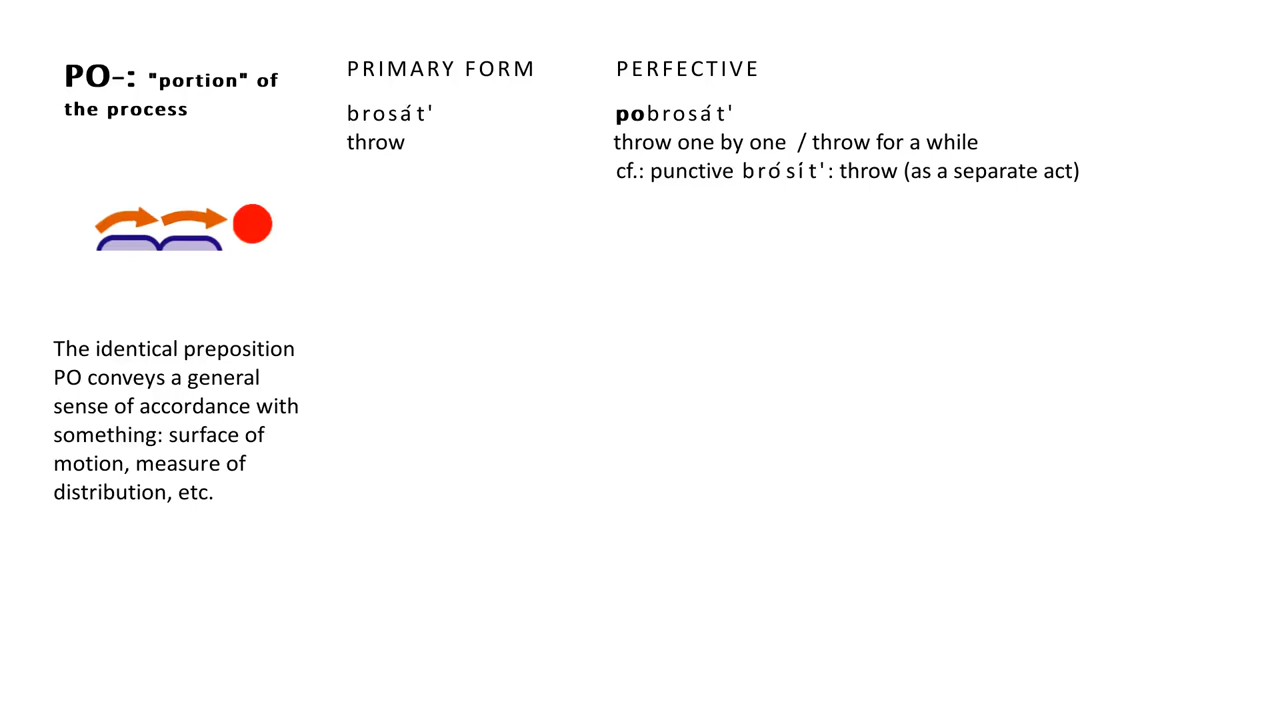 PO-: "portion" of
the process
PRIMARY FORM
brosát'
throw
PERFECTIVE
pobrosát'
throw one by one / throw for a while
cf.: punctive brósít': throw (as a separate act)
The identical preposition
PO conveys a general
sense of accordance with
something: surface of
motion, measure of
distribution, etc.